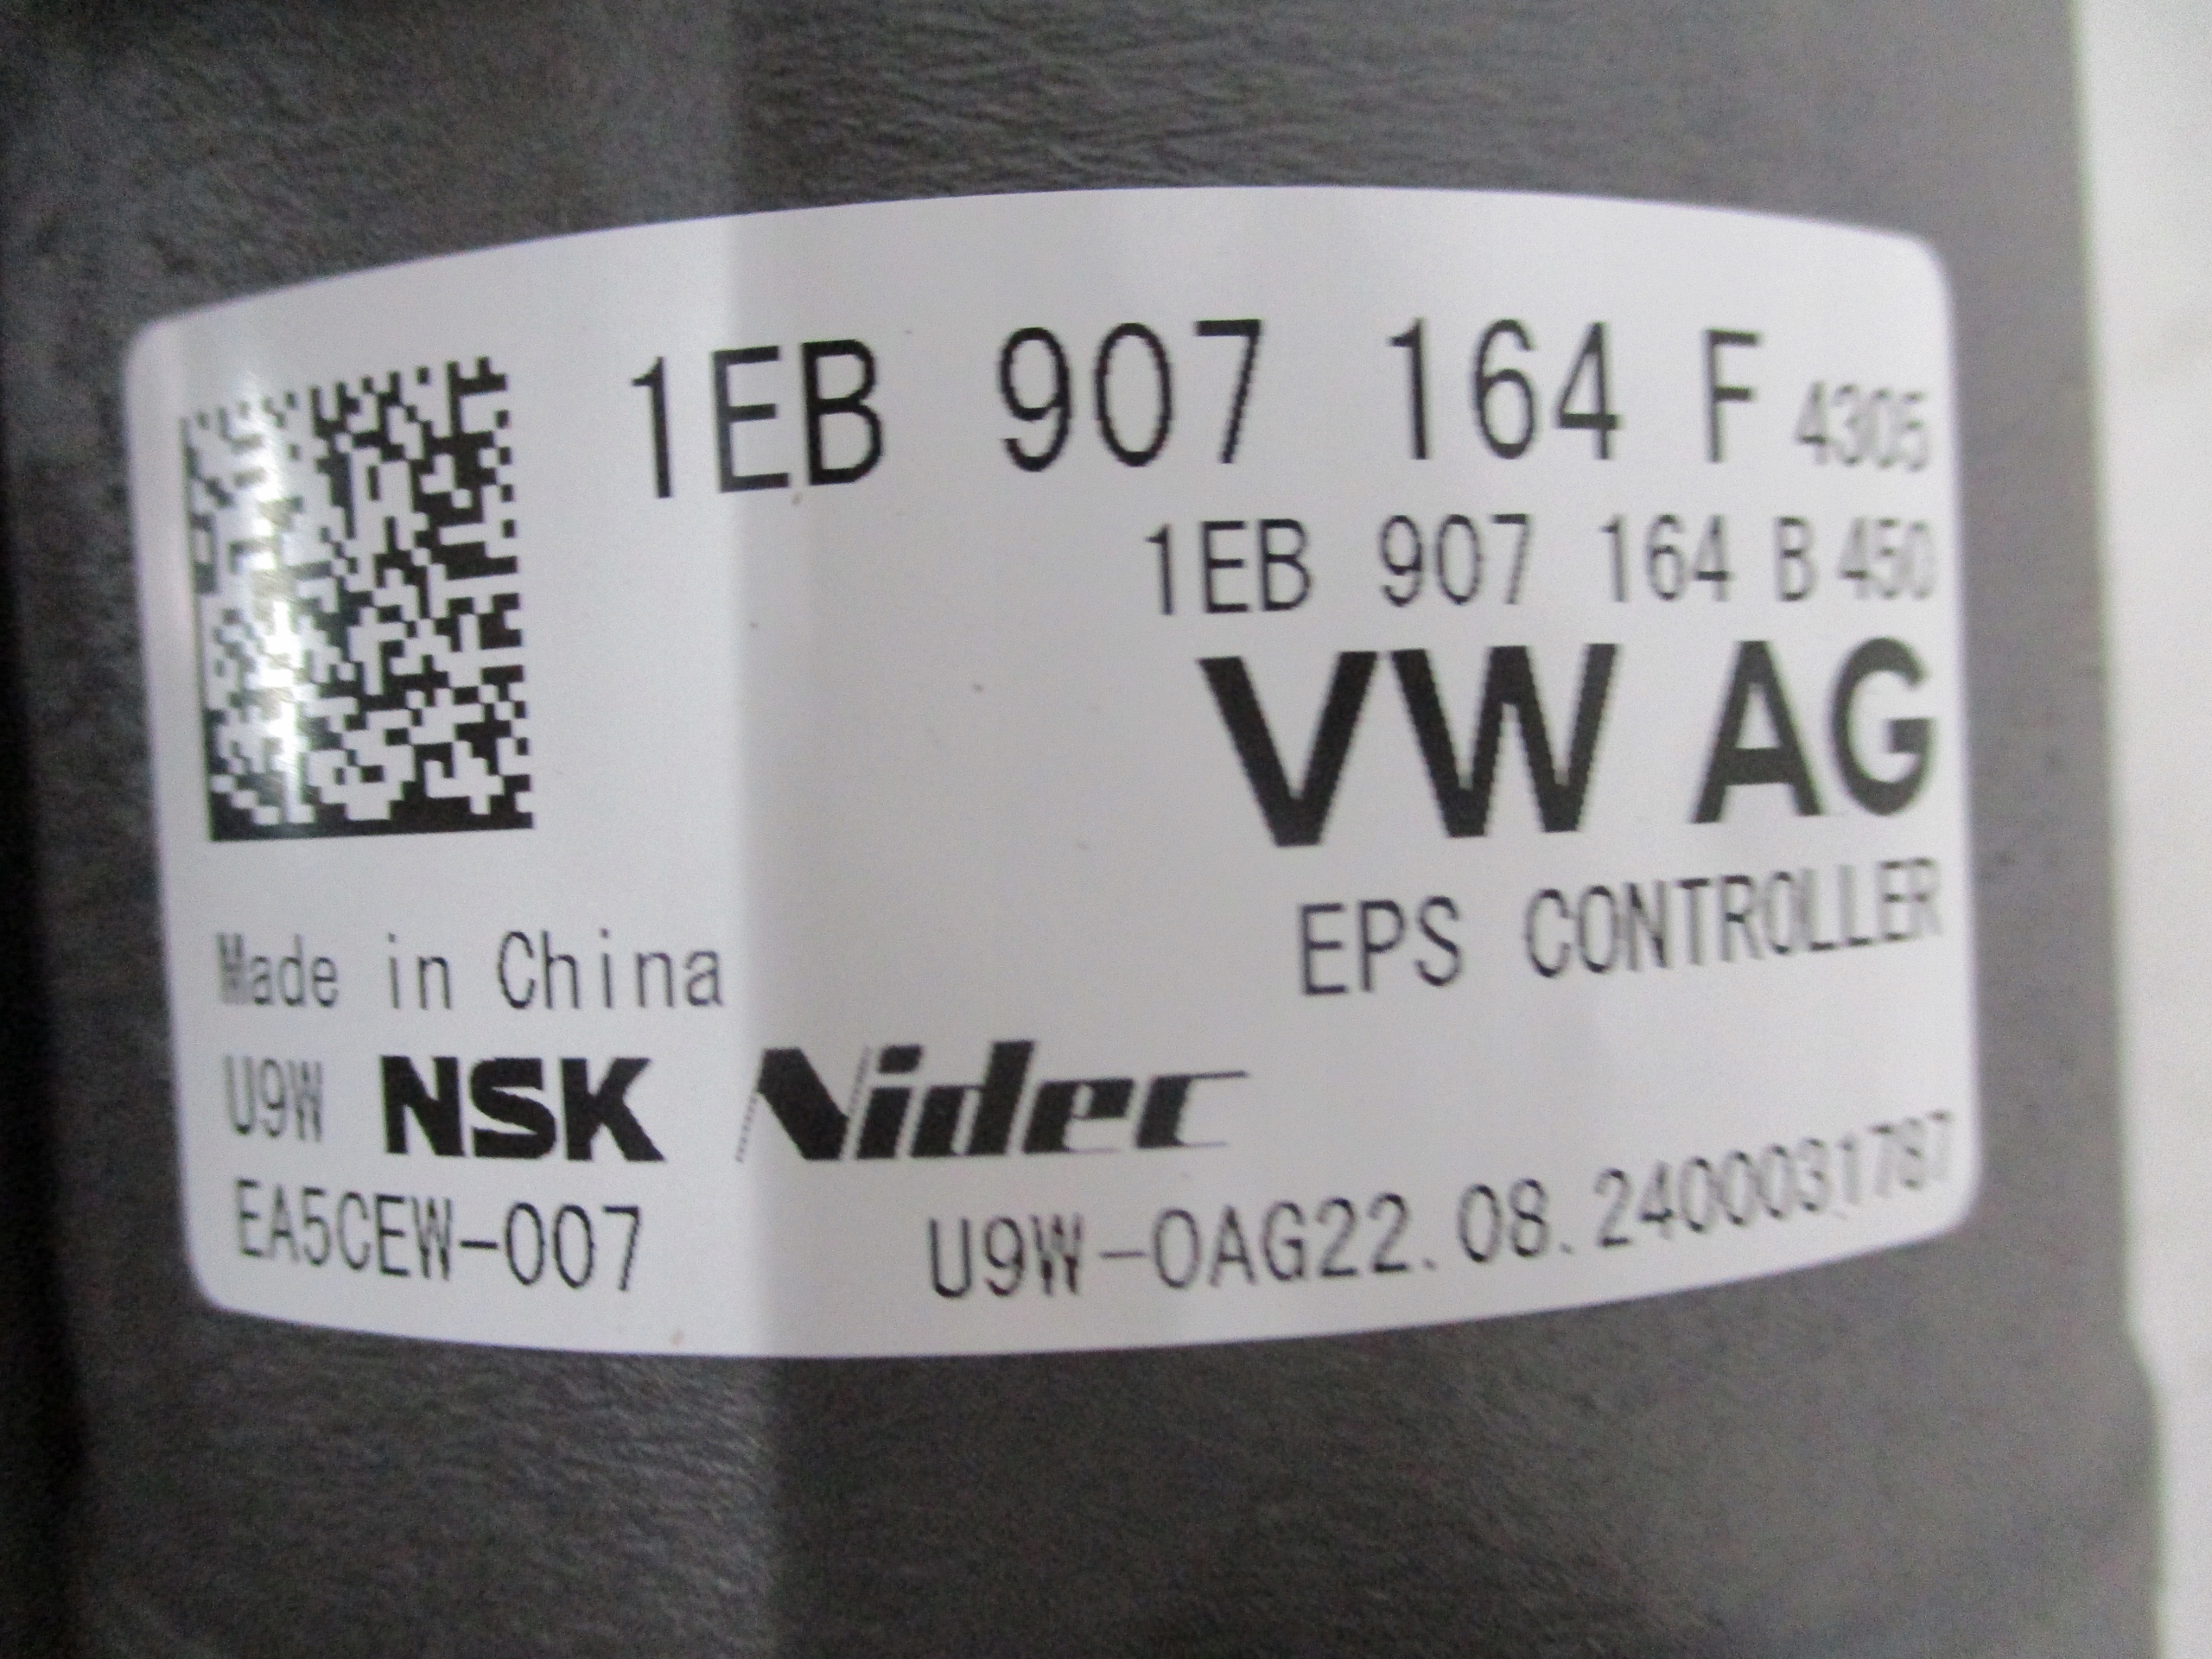 1EB 907 164 F 4305
1EB 907 164 B 450
VW AG
EPS CONTROLLER
Made in China
U9W NSK Nidec
EA5CEW-007 U9W-0AG22.08.2400031787